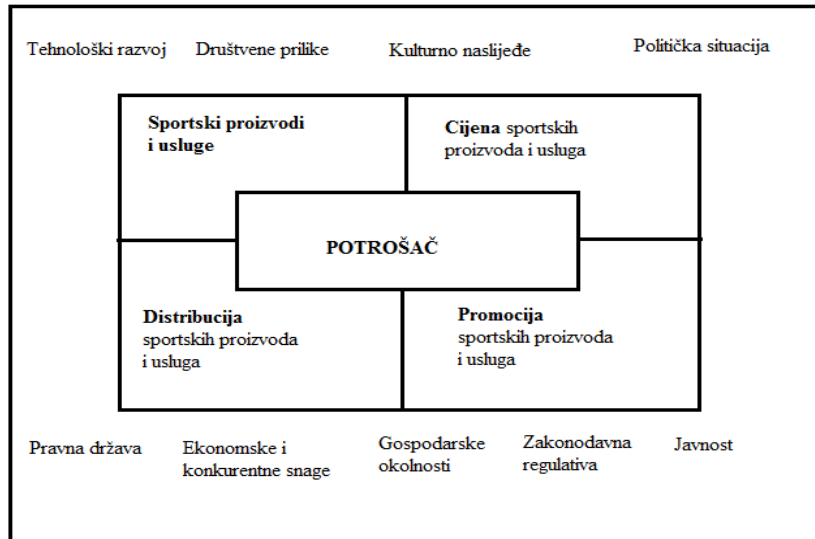 Tehnološki razvoj
Društvene prilike
Kulturno naslijeđe
Politička situacija
Sportski proizvodi
i usluge
Cijena sportskih
proizvoda i usluga
POTROŠAČ
Distribucija
sportskih proizvoda
i usluga
Promocija
sportskih proizvoda
i usluga
Pravna država
Ekonomske i
konkurentne snage
Gospodarske
okolnosti
Zakonodavna
regulativa
Javnost